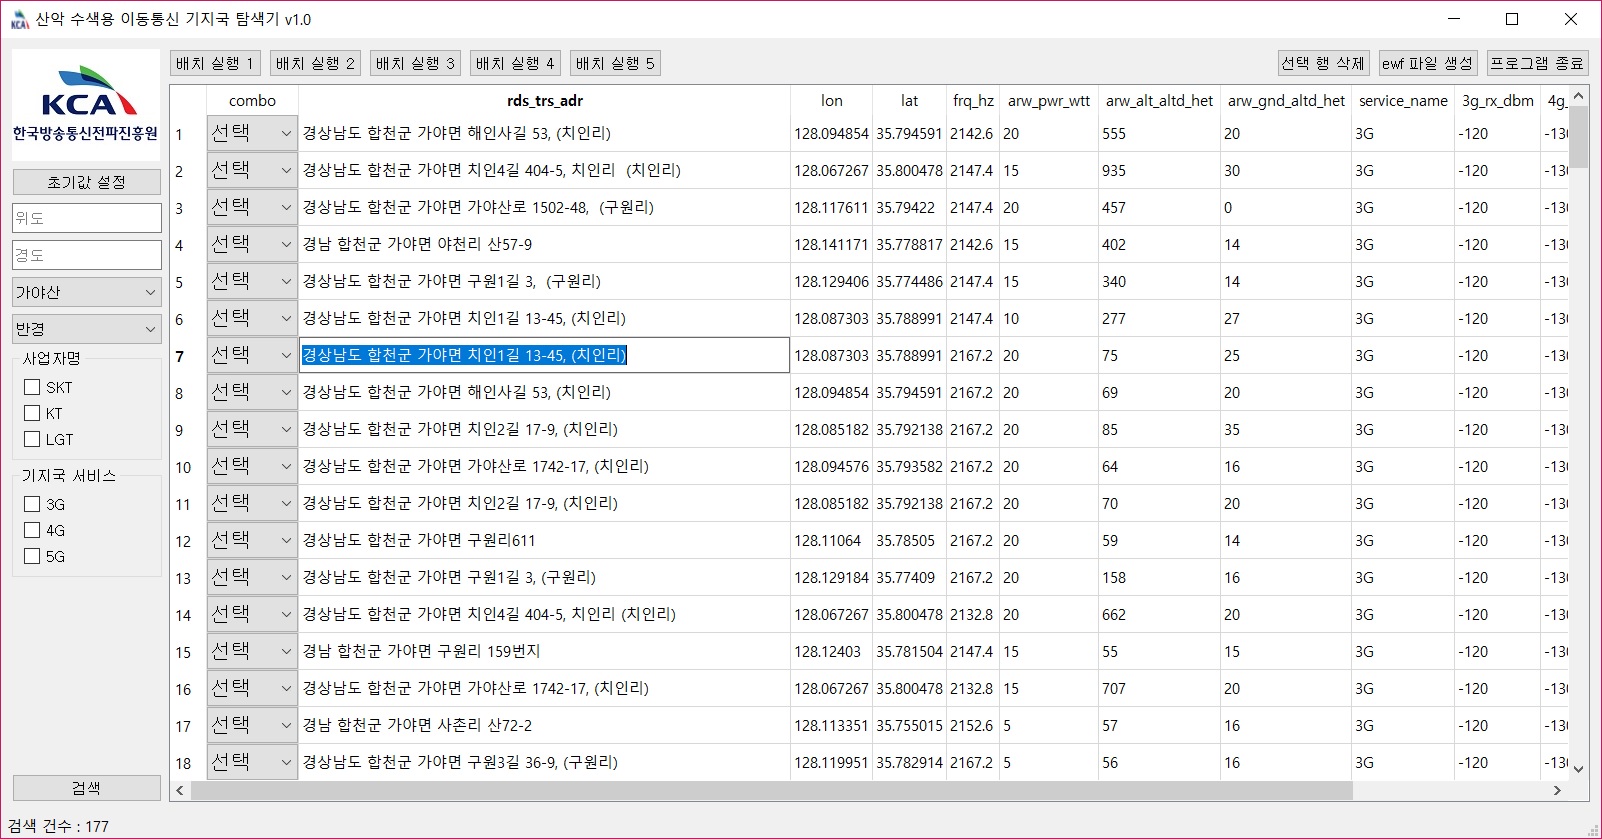 산악 수색용 이동통신 기지국 탐색기 v1.0
KCA
한국방송통신전파진흥원
배치 실행 1 배치 실행 2 배치 실행 3 배치 실행 4 배치 실행 5 선택 행 삭제 ewf 파일 생성 프로그램 종료
초기값 설정
위도
경도
가야산
반경
사업자명
SKT
KT
LGT
기지국 서비스
3G
4G
5G
검색
combo rds_trs_adr lon lat frq_hz arw_pwr_wtt arw_alt_altd_het arw_gnd_altd_het service_name 3g_rx_dbm 4g_
1 선택 경상남도 합천군 가야면 해인사길 53, (치인리) 128.094854 35.794591 2142.6 20 555 20 3G -120 -130
2 선택 경상남도 합천군 가야면 치인4길 404-5, 치인리 (치인리) 128.067267 35.800478 2147.4 15 935 30 3G -120 -130
3 선택 경상남도 합천군 가야면 가야산로 1502-48, (구원리) 128.117611 35.79422 2147.4 20 457 0 3G -120 -130
4 선택 경남 합천군 가야면 야천리 산57-9 128.141171 35.778817 2142.6 15 402 14 3G -120 -130
5 선택 경상남도 합천군 가야면 구원1길 3, (구원리) 128.129406 35.774486 2147.4 15 340 14 3G -120 -130
6 선택 경상남도 합천군 가야면 치인1길 13-45, (치인리) 128.087303 35.788991 2147.4 10 277 27 3G -120 -130
7 선택 경상남도 합천군 가야면 치인1길 13-45, (치인리) 128.087303 35.788991 2167.2 20 75 25 3G -120 -130
8 선택 경상남도 합천군 가야면 해인사길 53, (치인리) 128.094854 35.794591 2167.2 20 69 20 3G -120 -130
9 선택 경상남도 합천군 가야면 치인2길 17-9, (치인리) 128.085182 35.792138 2167.2 20 85 35 3G -120 -130
10 선택 경상남도 합천군 가야면 가야산로 1742-17, (치인리) 128.094576 35.793582 2167.2 20 64 16 3G -120 -130
11 선택 경상남도 합천군 가야면 치인2길 17-9, (치인리) 128.085182 35.792138 2167.2 20 70 20 3G -120 -130
12 선택 경상남도 합천군 가야면 구원리611 128.11064 35.78505 2167.2 20 59 14 3G -120 -130
13 선택 경상남도 합천군 가야면 구원1길 3, (구원리) 128.129184 35.77409 2167.2 20 158 16 3G -120 -130
14 선택 경상남도 합천군 가야면 치인4길 404-5, 치인리 (치인리) 128.067267 35.800478 2132.8 20 662 20 3G -120 -130
15 선택 경남 합천군 가야면 구원리 159번지 128.12403 35.781504 2147.4 15 55 15 3G -120 -130
16 선택 경상남도 합천군 가야면 가야산로 1742-17, (치인리) 128.067267 35.800478 2132.8 15 707 20 3G -120 -130
17 선택 경남 합천군 가야면 사촌리 산72-2 128.113351 35.755015 2152.6 5 57 16 3G -120 -130
18 선택 경상남도 합천군 가야면 구원3길 36-9, (구원리) 128.119951 35.782914 2167.2 5 56 16 3G -120 -130
검색 건수 : 177